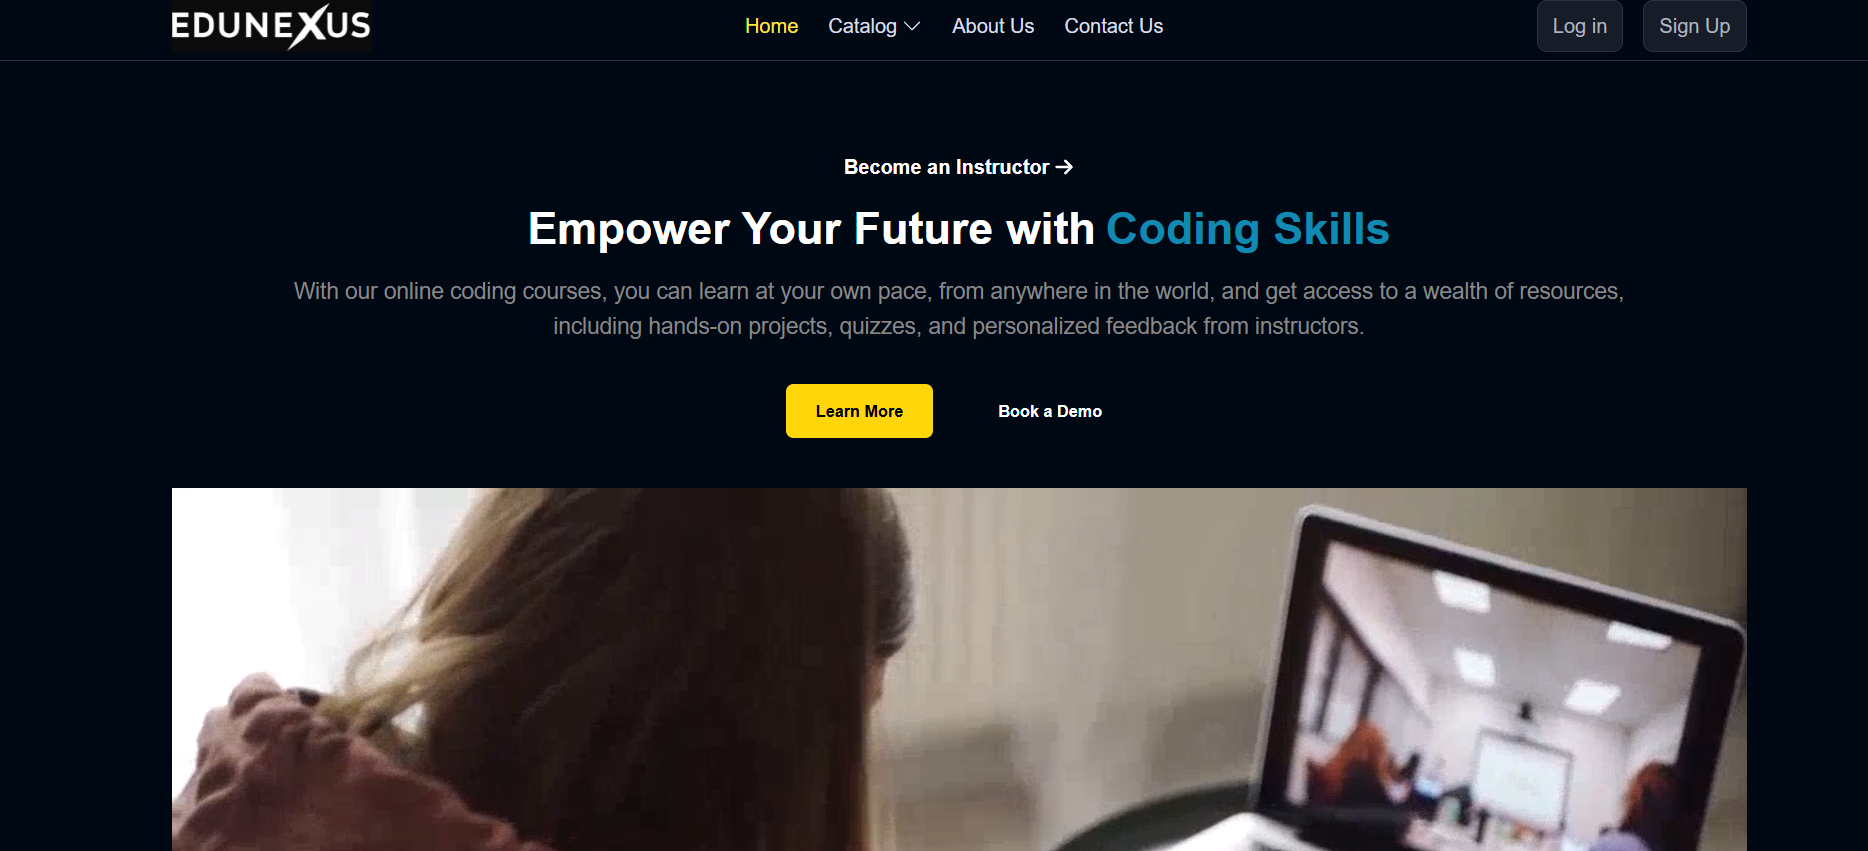 EDUNEXUS
Home Catalog About Us Contact Us
Log in Sign Up
Become an Instructor →
Empower Your Future with Coding Skills
With our online coding courses, you can learn at your own pace, from anywhere in the world, and get access to a wealth of resources,
including hands-on projects, quizzes, and personalized feedback from instructors.
Learn More Book a Demo